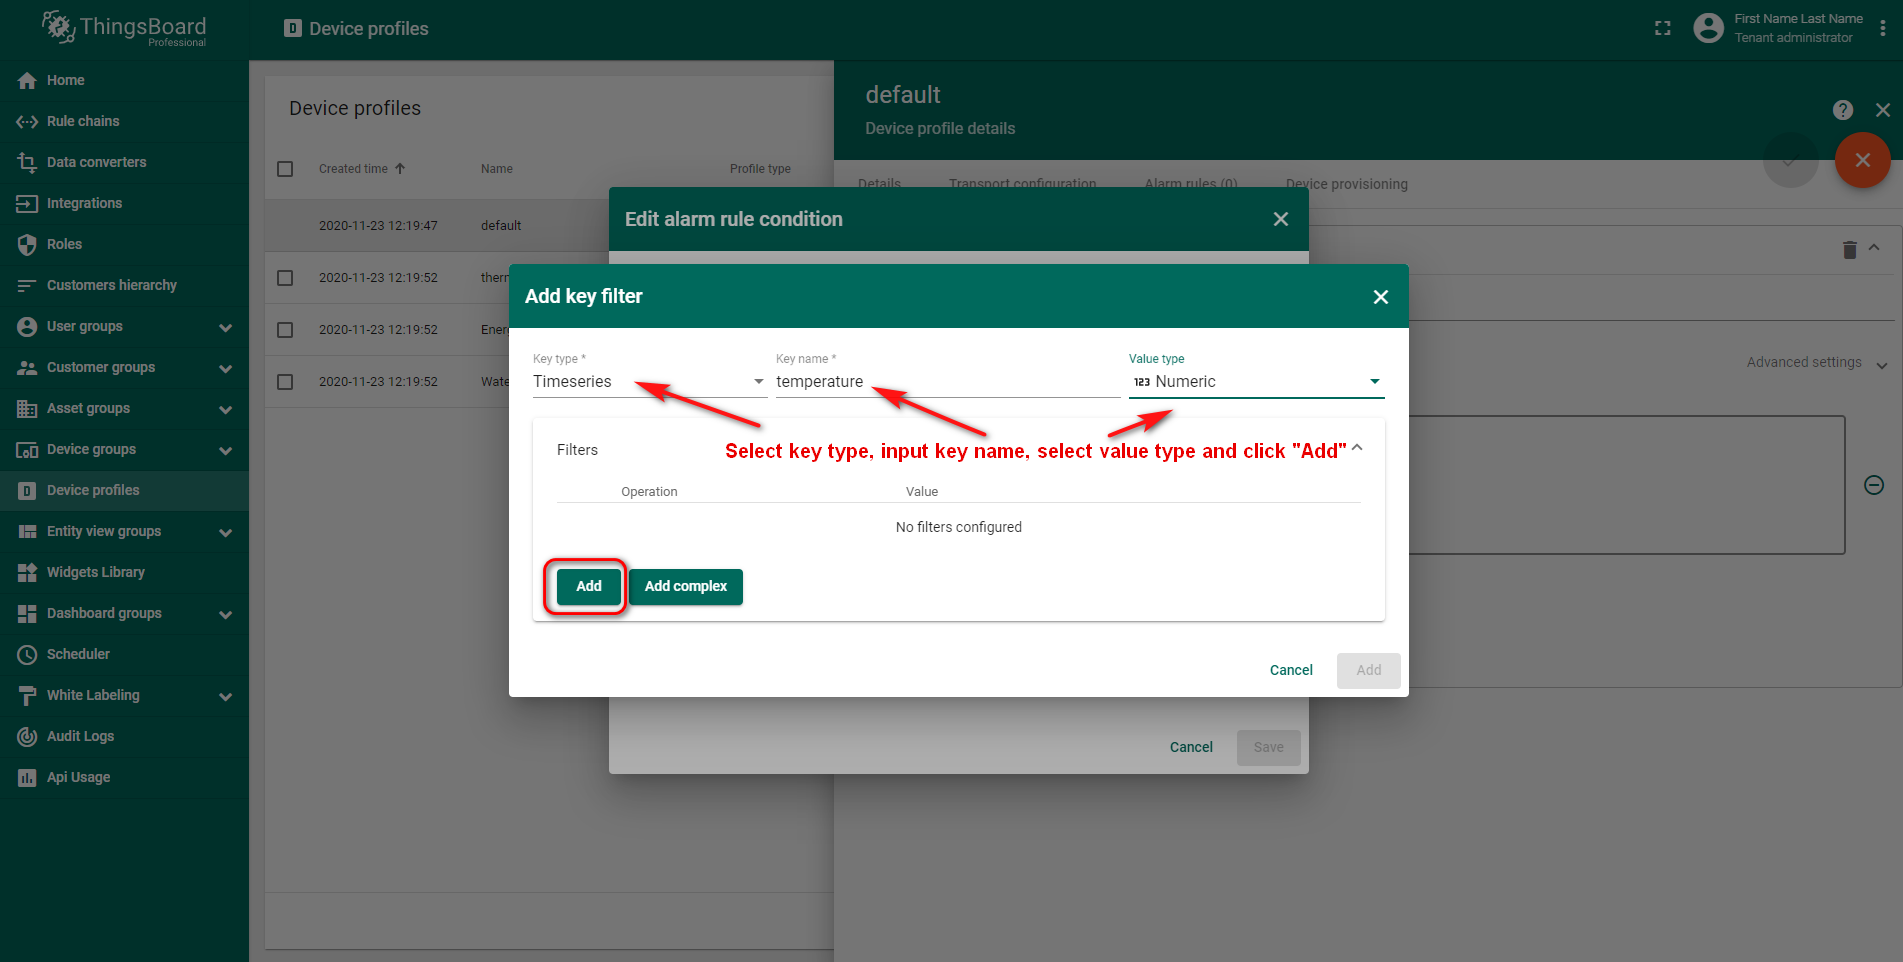 ThingsBoard
Professional
Device profiles
First Name Last Name
Tenant administrator
Home
Rule chains
Data converters
Integrations
Roles
Customers hierarchy
User groups
Customer groups
Asset groups
Device groups
Device profiles
Entity view groups
Widgets Library
Dashboard groups
Scheduler
White Labeling
Audit Logs
Api Usage
Device profiles
Created time
Name
Profile type
2020-11-23 12:19:47
default
2020-11-23 12:19:52
therm
2020-11-23 12:19:52
Energ
2020-11-23 12:19:52
Wate
default
Device profile details
Details
Transport configuration
Alarm rules (0)
Device provisioning
Advanced settings
Edit alarm rule condition
Add key filter
Key type *
Timeseries
Key name *
temperature
Value type
123 Numeric
Filters
Select key type, input key name, select value type and click "Add"
Operation
Value
No filters configured
Add
Add complex
Cancel
Add
Cancel
Save